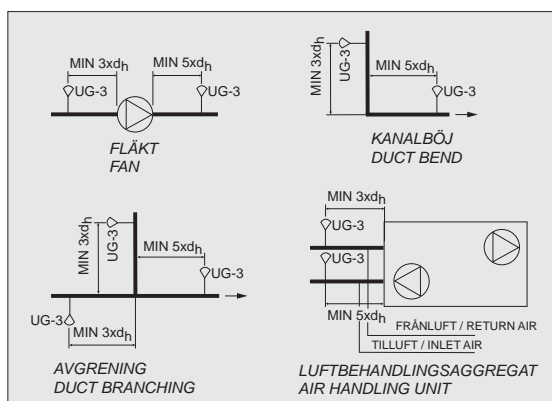 MIN 3xdh MIN 5xdh
UG-3 UG-3
FLÄKT
FAN
MIN 3xdh
UG-3
MIN 5xdh
UG-3
KANALBÖJ
DUCT BEND
MIN 3xdh
UG-3
MIN 5xdh
UG-3
UG-3
MIN 3xdh
AVGRENING
DUCT BRANCHING
MIN 3xdh
UG-3
UG-3
MIN 5xdh
FRÅNLUFT / RETURN AIR
TILLUFT / INLET AIR
LUFTBEHANDLINGSAGGREGAT
AIR HANDLING UNIT